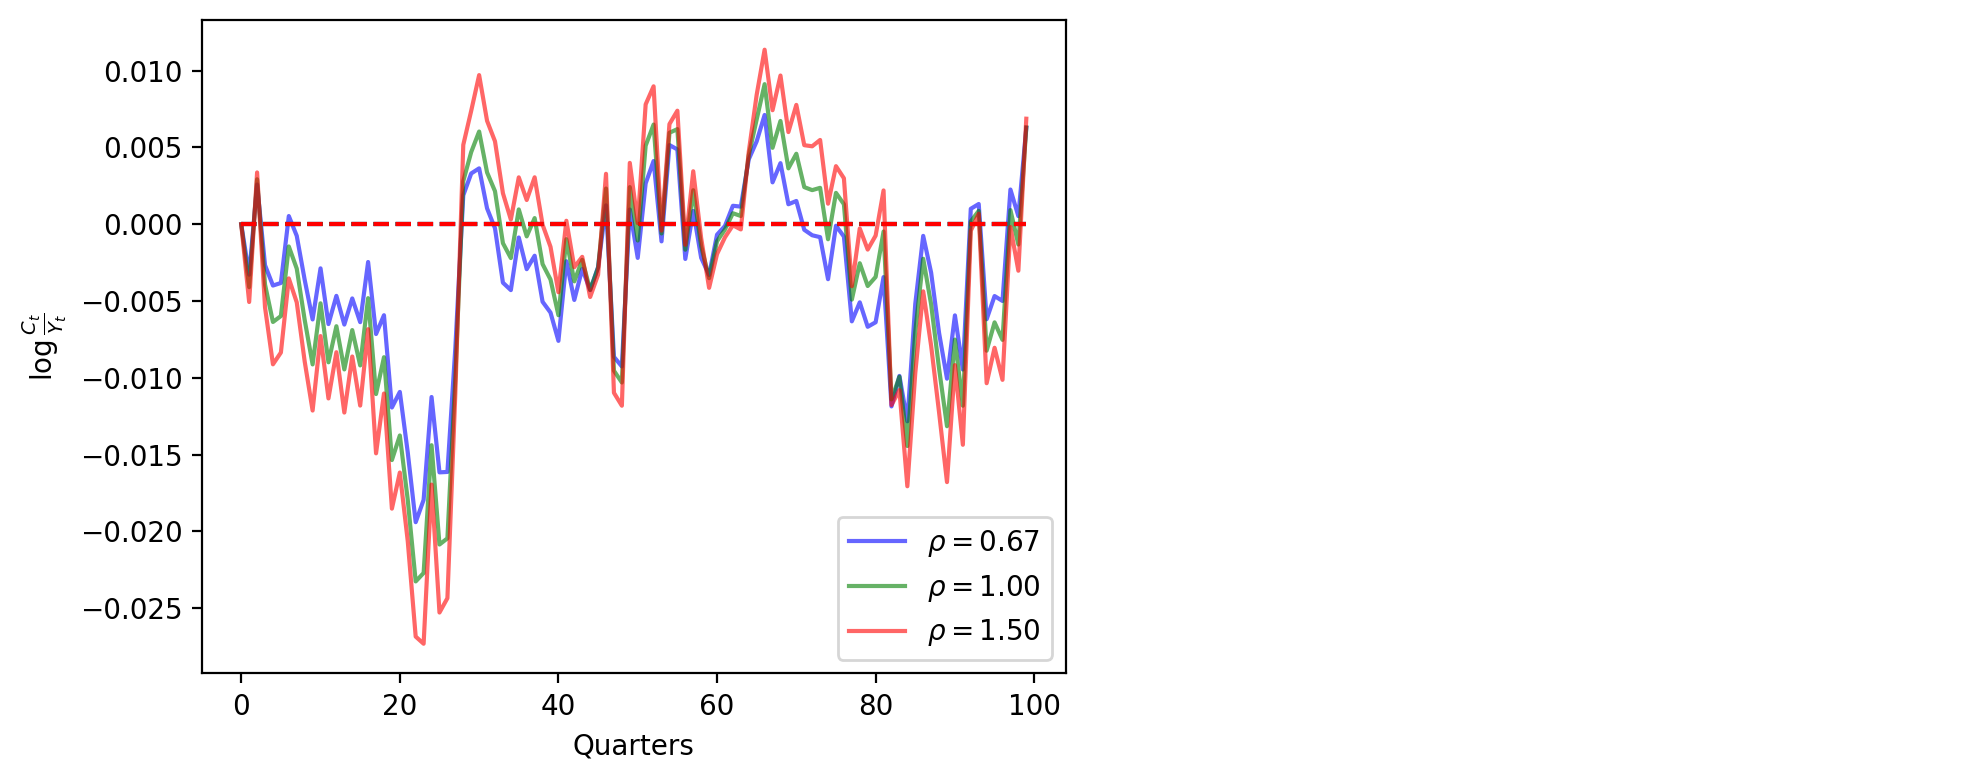 0.010
0.005
0.000
−0.005
−0.010
−0.015
−0.020
−0.025
log C_t/Y_t
0 20 40 60 80 100
Quarters
ρ = 0.67
ρ = 1.00
ρ = 1.50